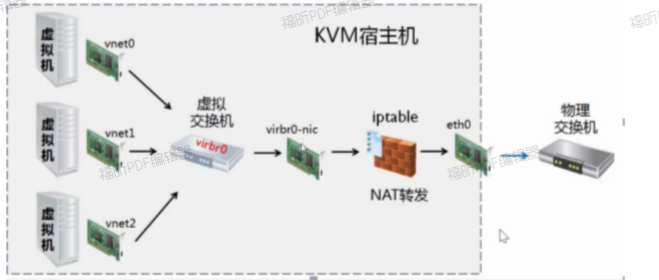 福昕PDF编辑器
福昕PDF编辑器
福昕
KVM宿主机
虚拟机
vnet0
虚拟机
vnet1
虚拟机
vnet2
虚拟
交换机
virbr0
virbr0-nic
iptable
NAT转发
eth0
物理
交换机
福昕PDF编辑器
福昕PDF编辑器